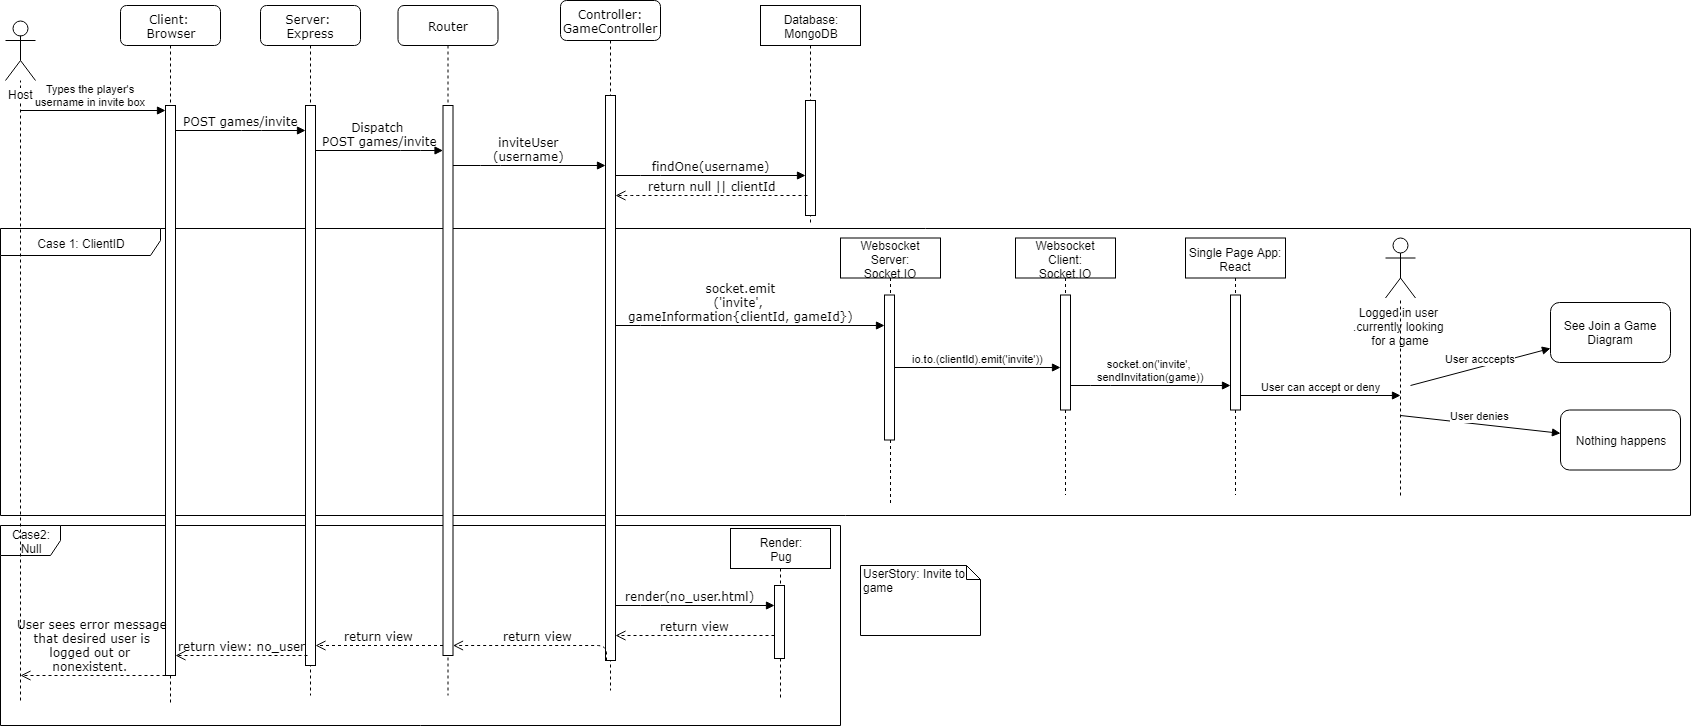 Client:
Browser
Server:
Express
Router
Controller:
GameController
Database:
MongoDB
Host
Types the player's
username in invite box
POST games/invite
Dispatch
POST games/invite
inviteUser
(username)
findOne(username)
return null || clientId
Case 1: ClientID
Websocket
Server:
Socket.IO
Websocket
Client:
Socket.IO
Single Page App:
React
socket.emit
('invite',
gameInformation{clientId, gameId})
Logged in user
.currently looking
for a game
See Join a Game
Diagram
io.to.(clientId).emit('invite'))
socket.on('invite',
sendInvitation(game))
User can accept or deny
User acccepts
User denies
Nothing happens
Case2:
Null
Render:
Pug
UserStory: Invite to
game
render(no_user.html)
return view
return view
return view
return view: no_user
User sees error message
that desired user is
logged out or
nonexistent.